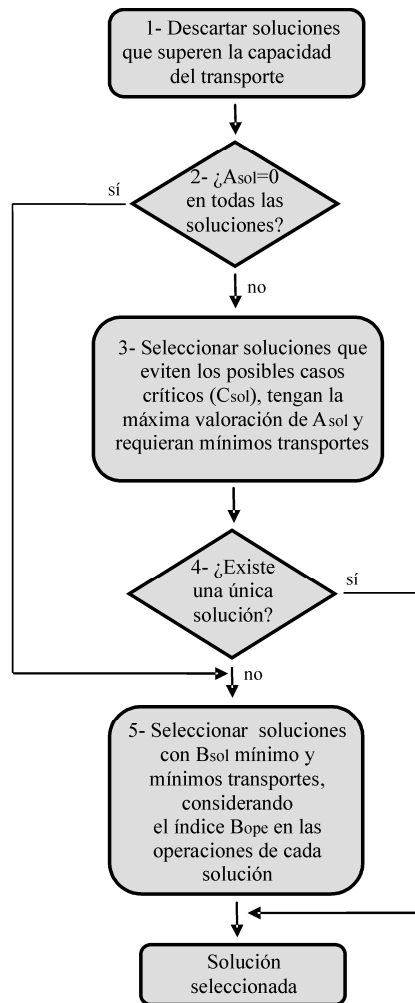 1- Descartar soluciones
que superen la capacidad
del transporte
2- ¿Asol=0
en todas las
soluciones?
sí
no
3- Seleccionar soluciones que
eviten los posibles casos
críticos (Csol), tengan la
máxima valoración de Asol y
requieran mínimos transportes
4- ¿Existe
una única
solución?
sí
no
5- Seleccionar soluciones
con Bsol mínimo y
mínimos transportes,
considerando
el índice Bope en las
operaciones de cada
solución
Solución
seleccionada